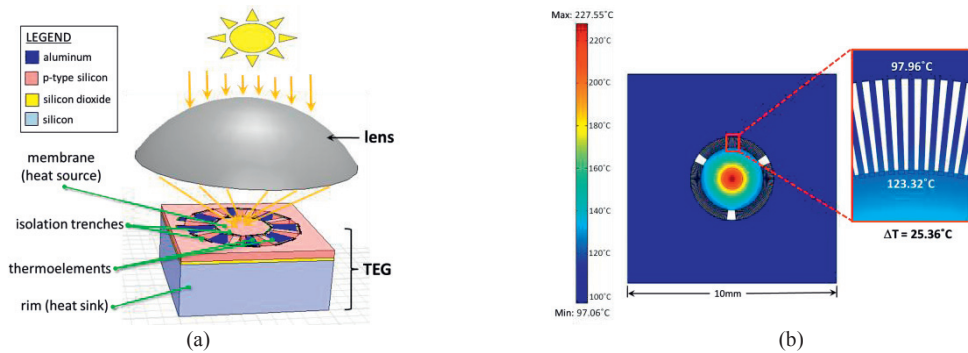 LEGEND
aluminum
p-type silicon
silicon dioxide
silicon
lens
membrane
(heat source)
isolation trenches
thermoelements
rim (heat sink)
TEG
(a)
Max: 227.55°C
220°C
200°C
180°C
160°C
140°C
120°C
100°C
Min: 97.06°C
10mm
97.96°C
123.32°C
ΔT = 25.36°C
(b)